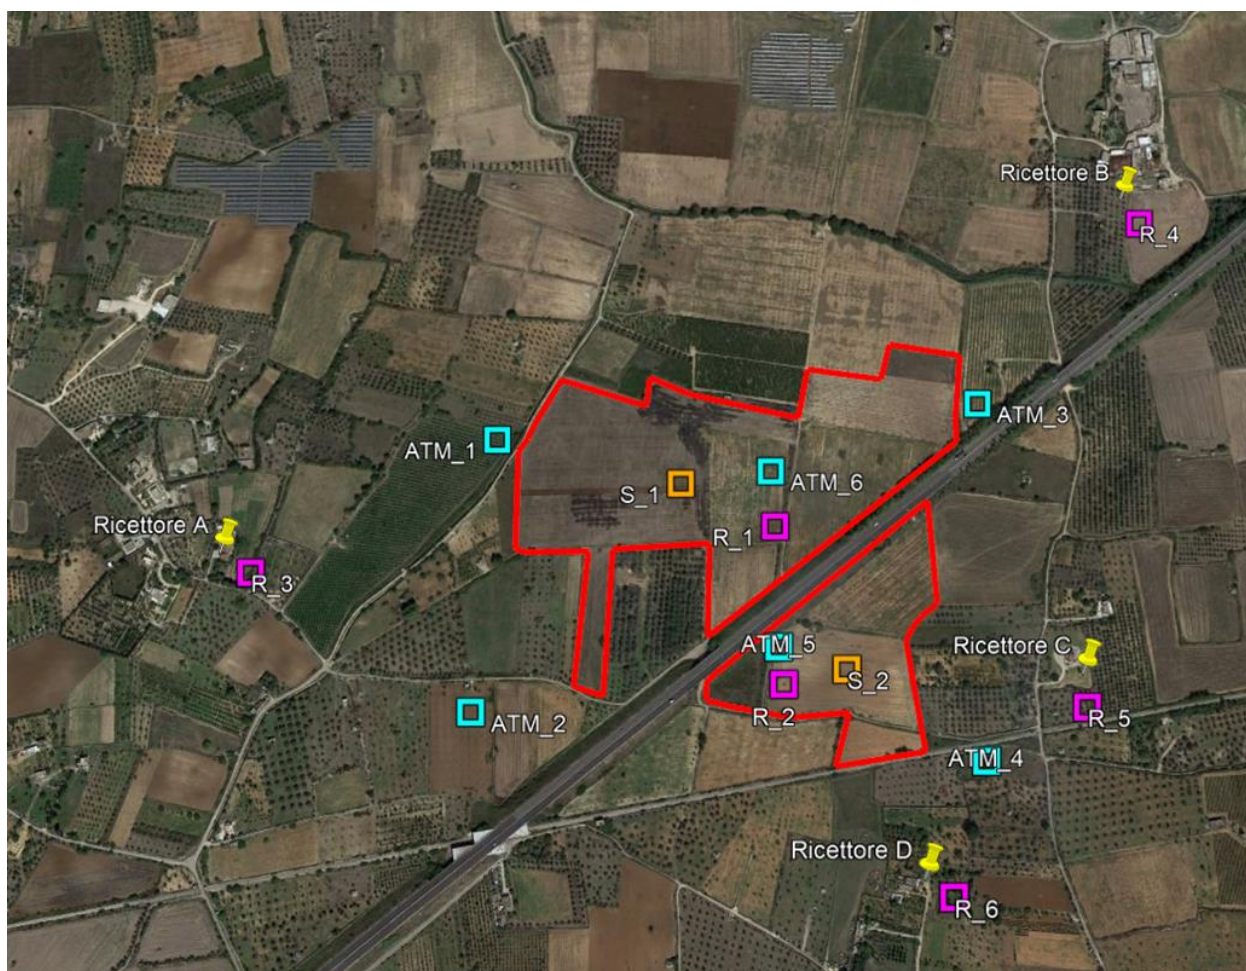 Ricettore B
R_4
ATM_3
ATM_1
ATM_6
S_1
Ricettore A
R_1
R_3
ATM_5
Ricettore C
S_2
R_2
R_5
ATM_2
ATM_4
Ricettore D
R_6